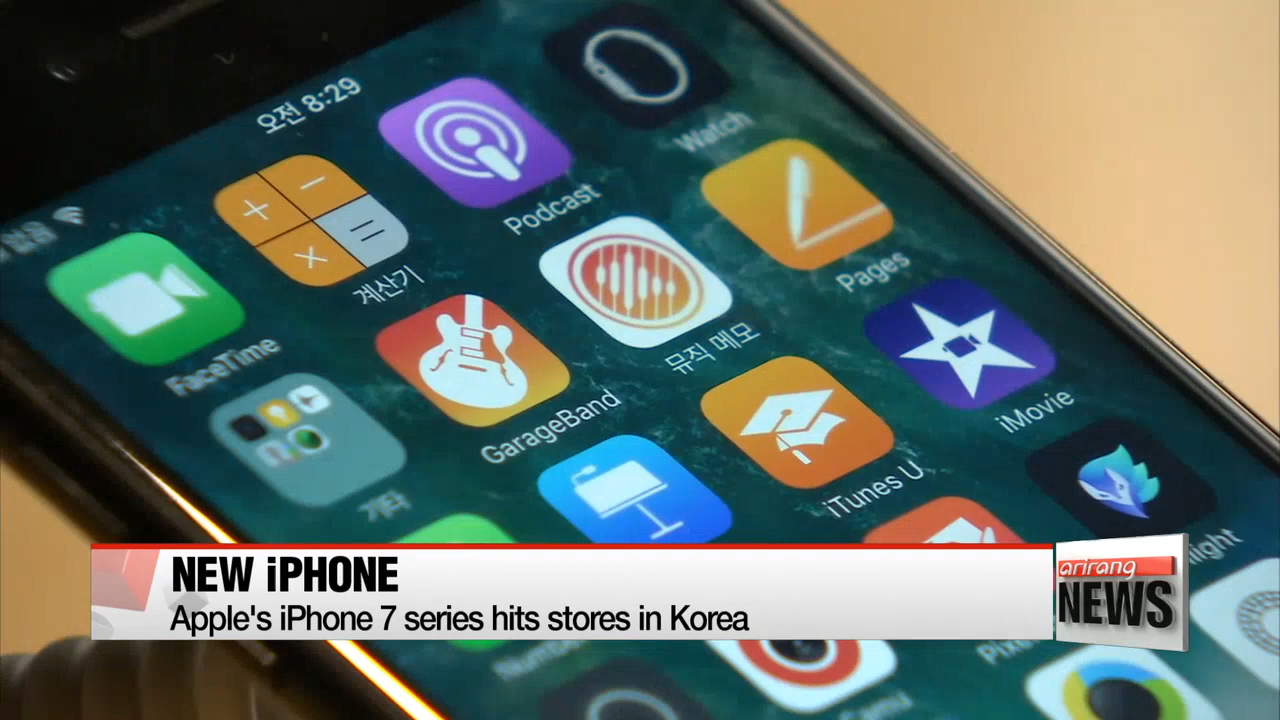 오전 8:29
Watch
Podcast
계산기
FaceTime
Pages
뮤직 메모
GarageBand
기타
iMovie
iTunes U
NEW iPHONE
Apple's iPhone 7 series hits stores in Korea
arirang
NEWS